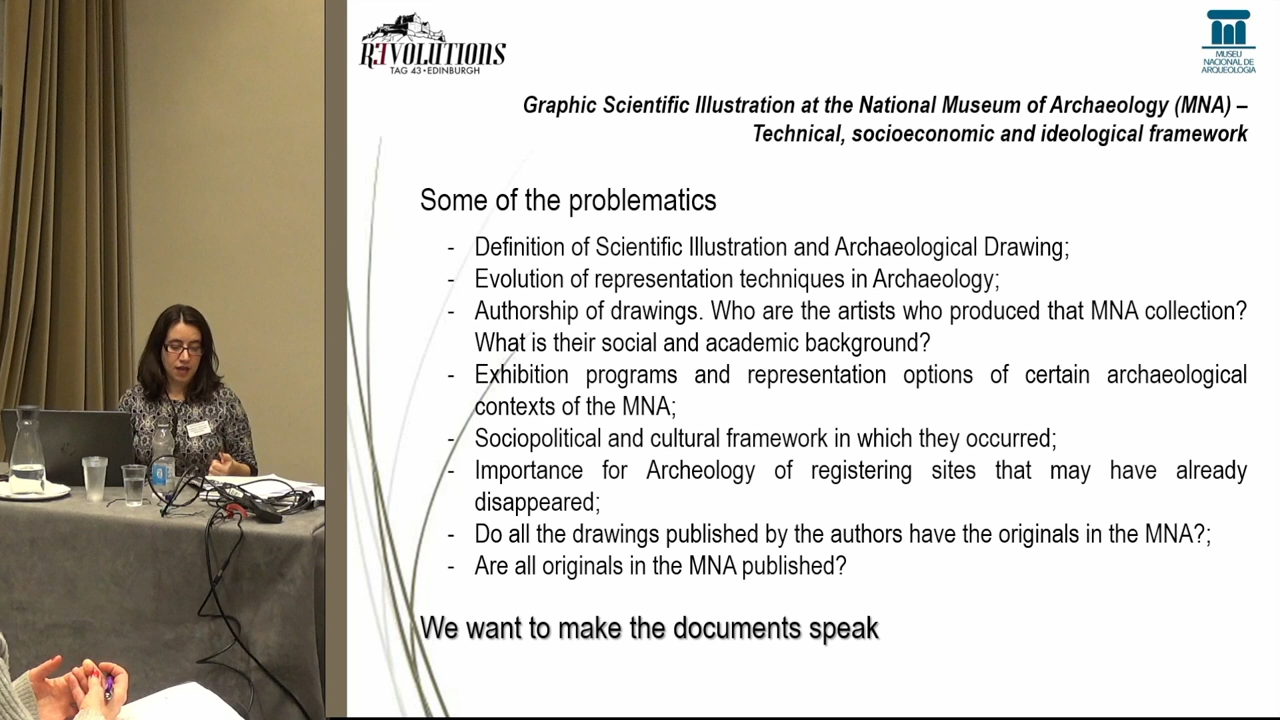 REVOLUTIONS
TAG 43 • EDINBURGH
MUSEU
NACIONAL DE
ARQUEOLOGIA
Graphic Scientific Illustration at the National Museum of Archaeology (MNA) –
Technical, socioeconomic and ideological framework
Some of the problematics
- Definition of Scientific Illustration and Archaeological Drawing;
- Evolution of representation techniques in Archaeology;
- Authorship of drawings. Who are the artists who produced that MNA collection?
What is their social and academic background?
- Exhibition programs and representation options of certain archaeological
contexts of the MNA;
- Sociopolitical and cultural framework in which they occurred;
- Importance for Archeology of registering sites that may have already
disappeared;
- Do all the drawings published by the authors have the originals in the MNA?;
- Are all originals in the MNA published?
We want to make the documents speak